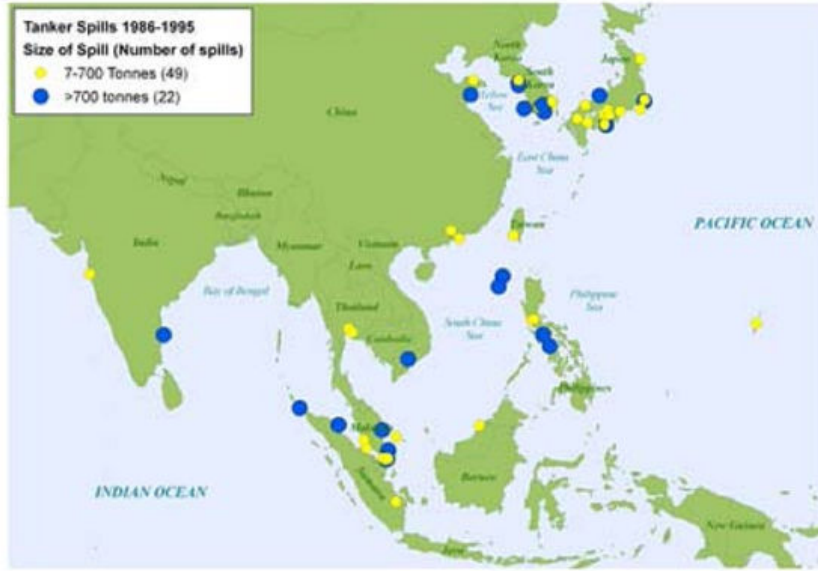 Tanker Spills 1986-1995
Size of Spill (Number of spills)
7-700 Tonnes (49)
>700 tonnes (22)
North
Korea
South
Korea
Japan
Yellow
Sea
China
East China
Sea
Nepal
Bhutan
Bangladesh
Taiwan
PACIFIC OCEAN
India
Myanmar
Vietnam
Laos
Bay of Bengal
Philippine
Sea
Thailand
South China
Sea
Cambodia
Philippines
INDIAN OCEAN
Sumatra
Borneo
New Guinea
Java